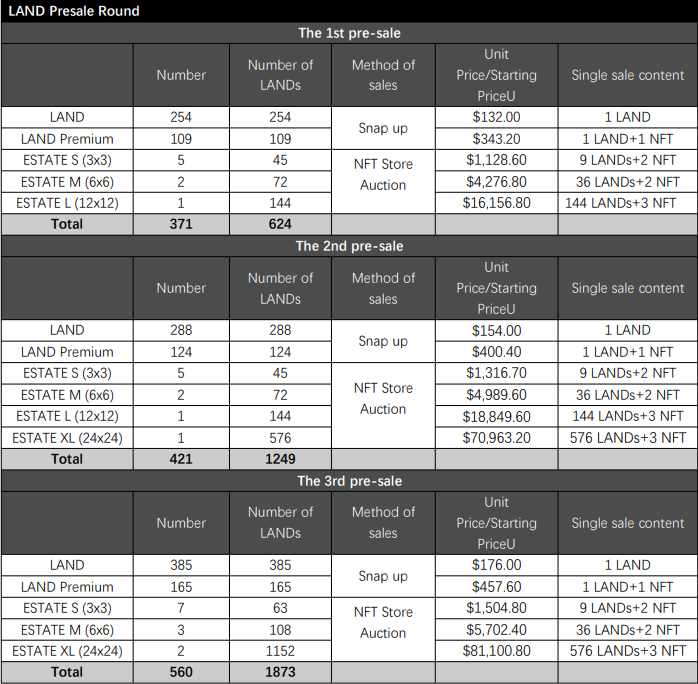 LAND Presale Round
The 1st pre-sale
Number Number of LANDs Method of sales Unit Price/Starting PriceU Single sale content
LAND 254 254 Snap up $132.00 1 LAND
LAND Premium 109 109 $343.20 1 LAND+1 NFT
ESTATE S (3x3) 5 45 NFT Store Auction $1,128.60 9 LANDs+2 NFT
ESTATE M (6x6) 2 72 $4,276.80 36 LANDs+2 NFT
ESTATE L (12x12) 1 144 $16,156.80 144 LANDs+3 NFT
Total 371 624
The 2nd pre-sale
Number Number of LANDs Method of sales Unit Price/Starting PriceU Single sale content
LAND 288 288 Snap up $154.00 1 LAND
LAND Premium 124 124 $400.40 1 LAND+1 NFT
ESTATE S (3x3) 5 45 NFT Store Auction $1,316.70 9 LANDs+2 NFT
ESTATE M (6x6) 2 72 $4,989.60 36 LANDs+2 NFT
ESTATE L (12x12) 1 144 $18,849.60 144 LANDs+3 NFT
ESTATE XL (24x24) 1 576 $70,963.20 576 LANDs+3 NFT
Total 421 1249
The 3rd pre-sale
Number Number of LANDs Method of sales Unit Price/Starting PriceU Single sale content
LAND 385 385 Snap up $176.00 1 LAND
LAND Premium 165 165 $457.60 1 LAND+1 NFT
ESTATE S (3x3) 7 63 NFT Store Auction $1,504.80 9 LANDs+2 NFT
ESTATE M (6x6) 3 108 $5,702.40 36 LANDs+2 NFT
ESTATE XL (24x24) 2 1152 $81,100.80 576 LANDs+3 NFT
Total 560 1873